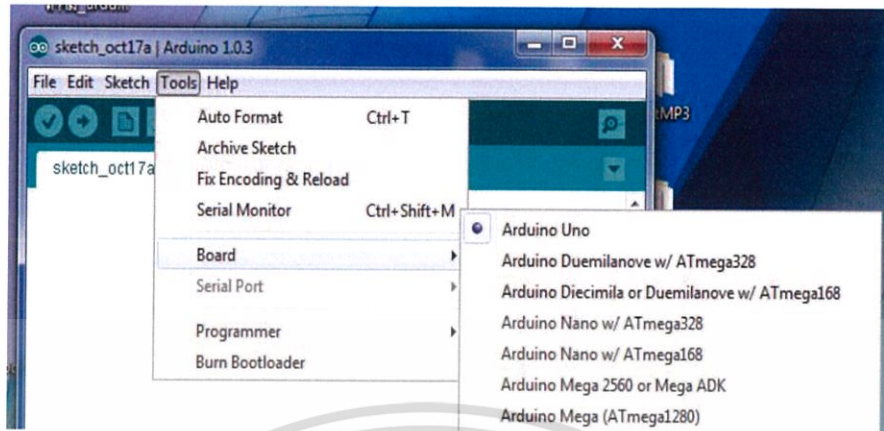 sketch_oct17a | Arduino 1.0.3
File Edit Sketch Tools Help
Auto Format Ctrl+T
Archive Sketch
Fix Encoding & Reload
Serial Monitor Ctrl+Shift+M
Board
Serial Port
Programmer
Burn Bootloader
sketch_oct17a
Arduino Uno
Arduino Duemilanove w/ ATmega328
Arduino Diecimila or Duemilanove w/ ATmega168
Arduino Nano w/ ATmega328
Arduino Nano w/ ATmega168
Arduino Mega 2560 or Mega ADK
Arduino Mega (ATmega1280)